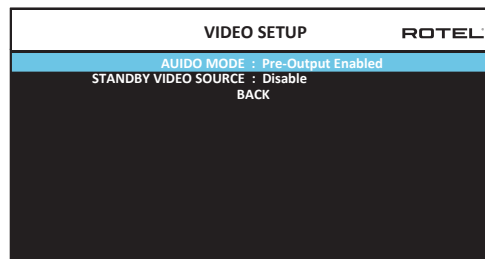 VIDEO SETUP
ROTEL
AUIDO MODE : Pre-Output Enabled
STANDBY VIDEO SOURCE : Disable
BACK